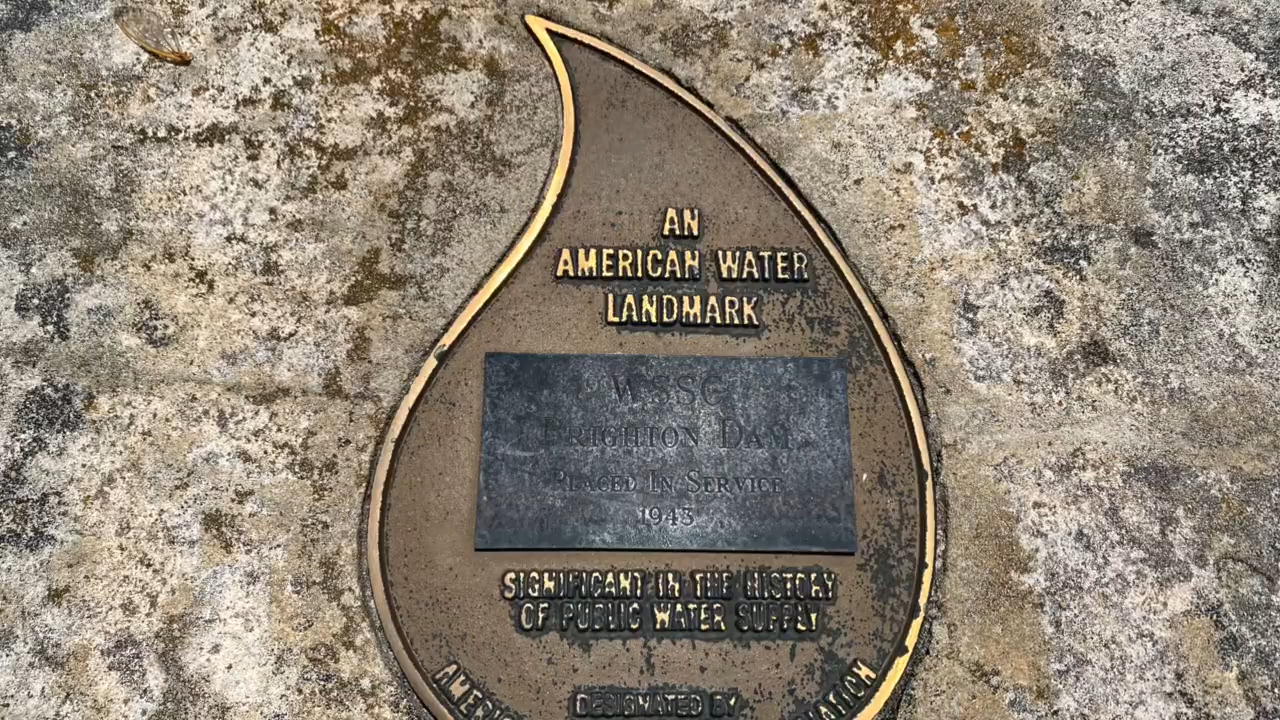 AN
AMERICAN WATER
LANDMARK
WSSC
BRIGHTON DAM
PLACED IN SERVICE
1943
SIGNIFICANT IN THE HISTORY
OF PUBLIC WATER SUPPLY
DESIGNATED BY